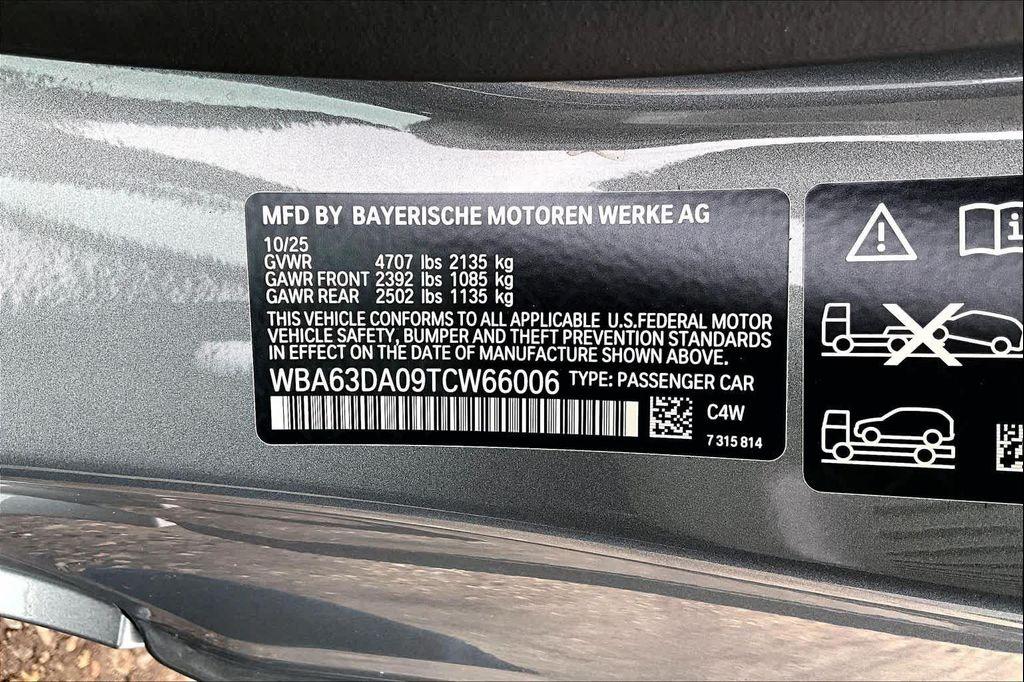 MFD BY BAYERISCHE MOTOREN WERKE AG
10/25
GVWR 4707 lbs 2135 kg
GAWR FRONT 2392 lbs 1085 kg
GAWR REAR 2502 lbs 1135 kg
THIS VEHICLE CONFORMS TO ALL APPLICABLE U.S.FEDERAL MOTOR
VEHICLE SAFETY, BUMPER AND THEFT PREVENTION STANDARDS
IN EFFECT ON THE DATE OF MANUFACTURE SHOWN ABOVE.
WBA63DA09TCW66006 TYPE: PASSENGER CAR
C4W
7 315 814